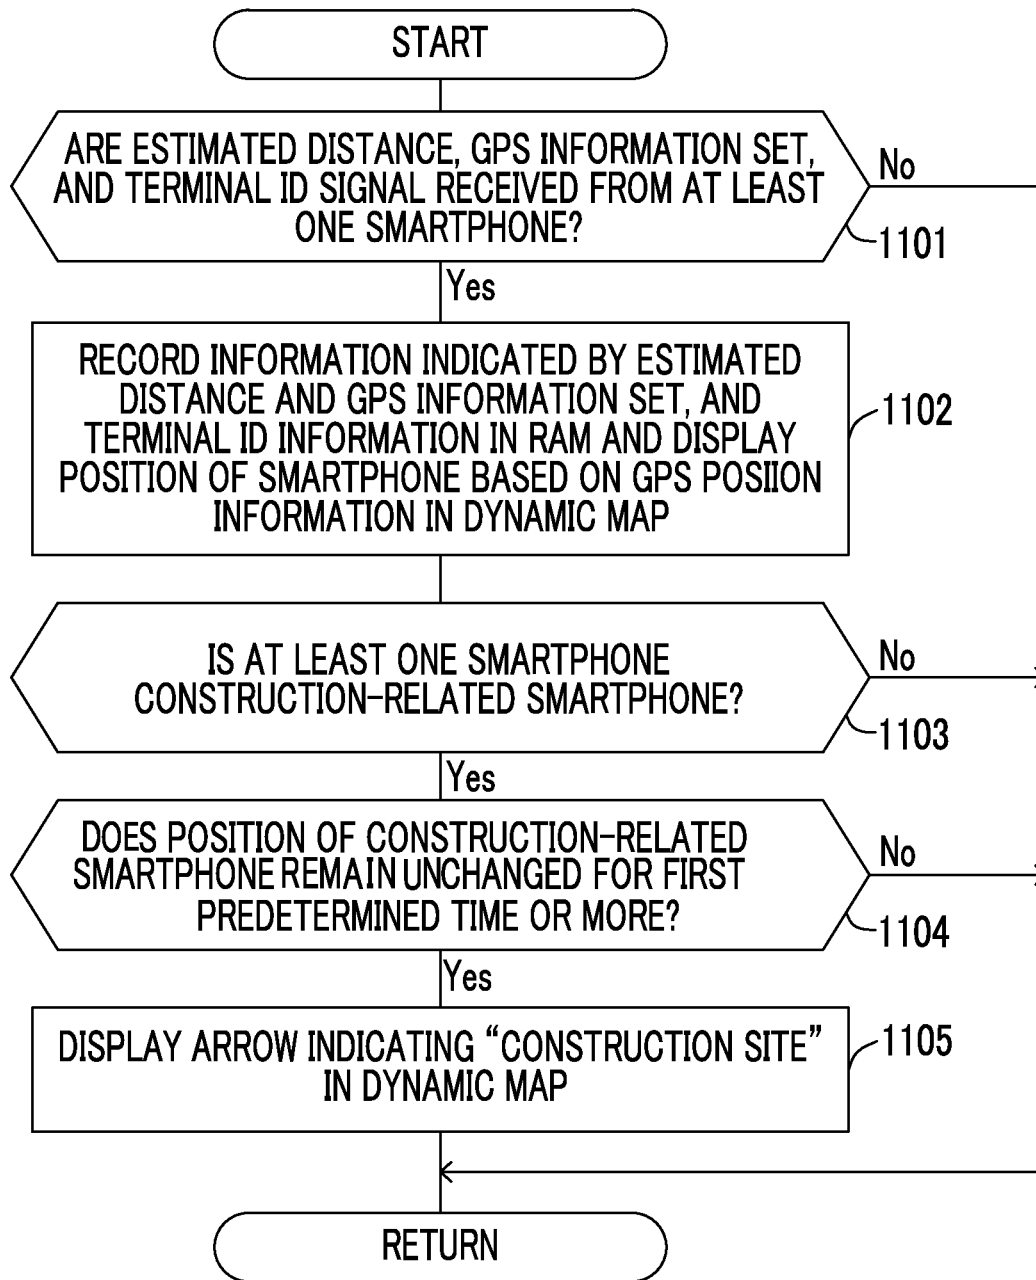 START
ARE ESTIMATED DISTANCE, GPS INFORMATION SET,
AND TERMINAL ID SIGNAL RECEIVED FROM AT LEAST
ONE SMARTPHONE?
No
1101
Yes
RECORD INFORMATION INDICATED BY ESTIMATED
DISTANCE AND GPS INFORMATION SET, AND
TERMINAL ID INFORMATION IN RAM AND DISPLAY
POSITION OF SMARTPHONE BASED ON GPS POSIION
INFORMATION IN DYNAMIC MAP
1102
IS AT LEAST ONE SMARTPHONE
CONSTRUCTION-RELATED SMARTPHONE?
No
1103
Yes
DOES POSITION OF CONSTRUCTION-RELATED
SMARTPHONE REMAIN UNCHANGED FOR FIRST
PREDETERMINED TIME OR MORE?
No
1104
Yes
DISPLAY ARROW INDICATING “CONSTRUCTION SITE”
IN DYNAMIC MAP
1105
RETURN